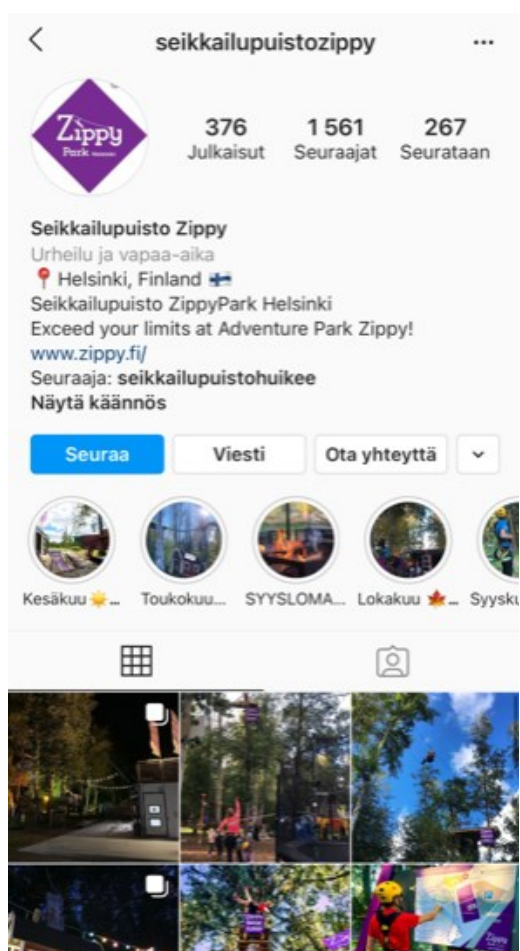 seikkailupuistozippy
Zippy
Park
376
1 561
267
Julkaisut
Seuraajat
Seurataan
Seikkailupuisto Zippy
Urheilu ja vapaa-aika
📍 Helsinki, Finland 🇫🇮
Seikkailupuisto ZippyPark Helsinki
Exceed your limits at Adventure Park Zippy!
www.zippy.fi/
Seuraaja: seikkailupuistohuikee
Näytä käännös
Seuraa
Viesti
Ota yhteyttä
Kesäkuu ☀️...
Toukokuu...
SYYSLOMA...
Lokakuu 🍁...
Zippy